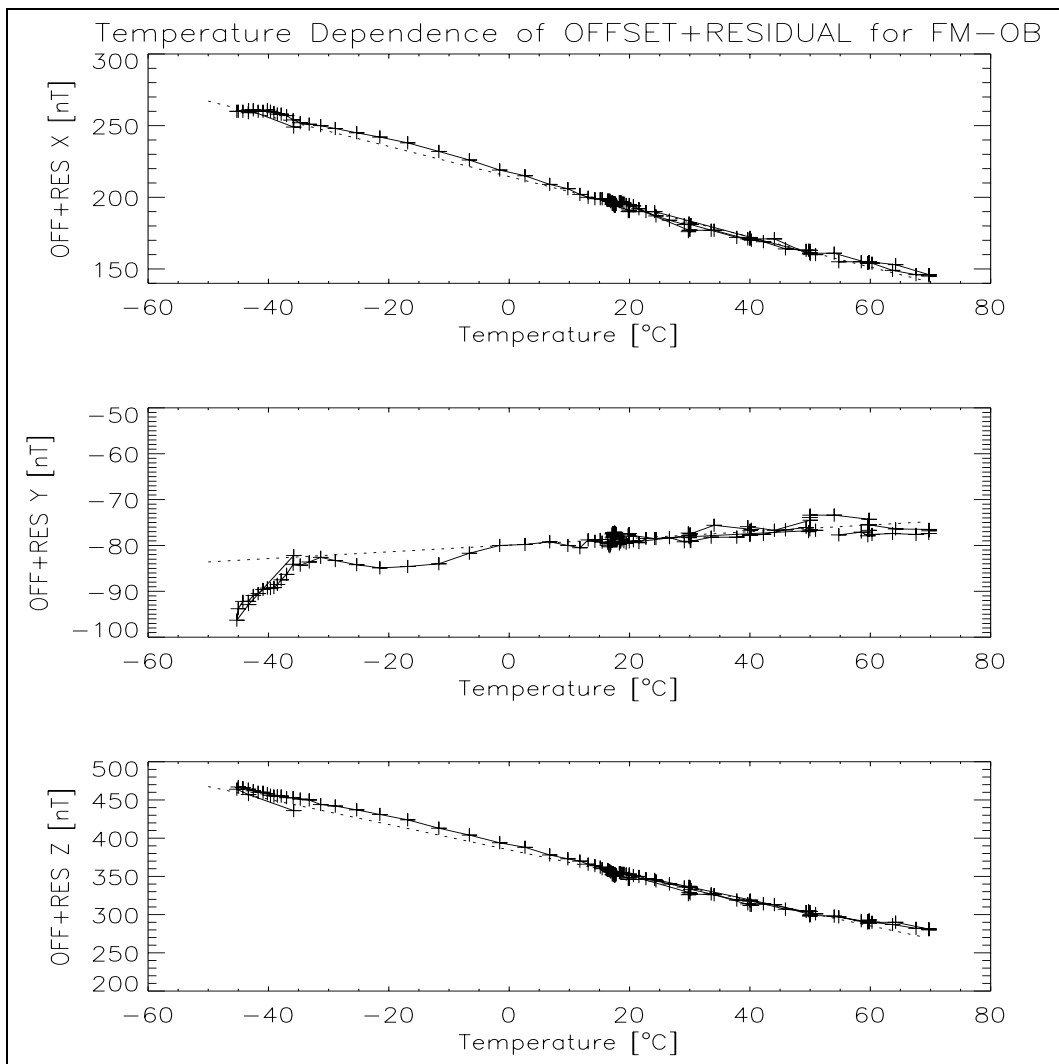 Temperature Dependence of OFFSET+RESIDUAL for FM-OB
OFF+RES X [nT]
300
250
200
150
-60 -40 -20 0 20 40 60 80
Temperature [°C]
OFF+RES Y [nT]
-50
-60
-70
-80
-90
-100
-60 -40 -20 0 20 40 60 80
Temperature [°C]
OFF+RES Z [nT]
500
450
400
350
300
250
200
-60 -40 -20 0 20 40 60 80
Temperature [°C]